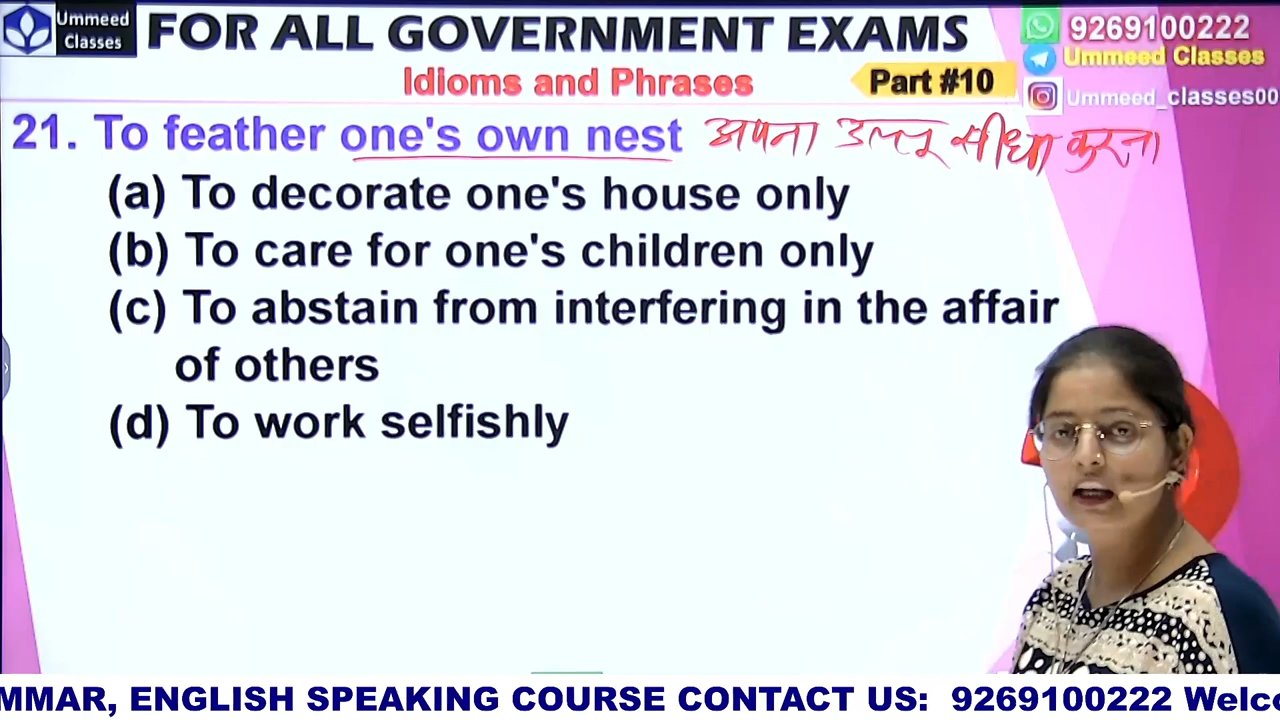 Ummeed
Classes
FOR ALL GOVERNMENT EXAMS
9269100222
Ummeed Classes
Idioms and Phrases
Part #10
Ummeed_classes00
21. To feather one's own nest अपना उल्लू सीधा करना
(a) To decorate one's house only
(b) To care for one's children only
(c) To abstain from interfering in the affair
of others
(d) To work selfishly
MMAR, ENGLISH SPEAKING COURSE CONTACT US: 9269100222 Welco